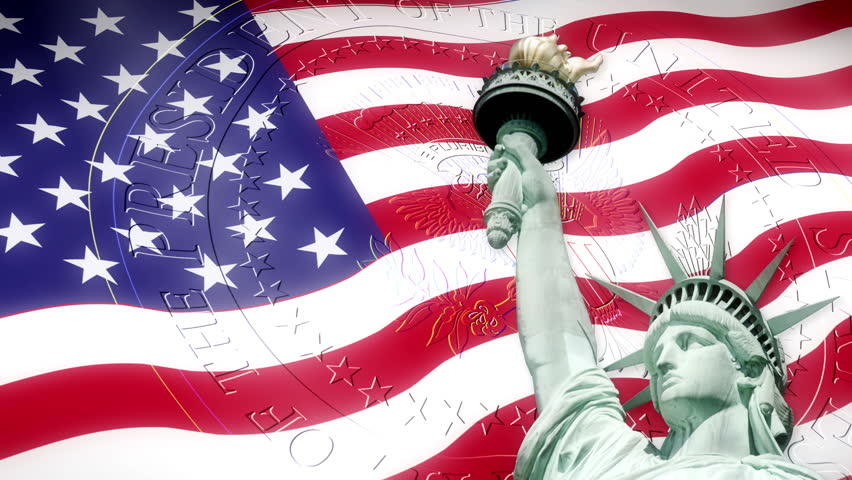 OF THE PRESIDENT OF THE UNITED